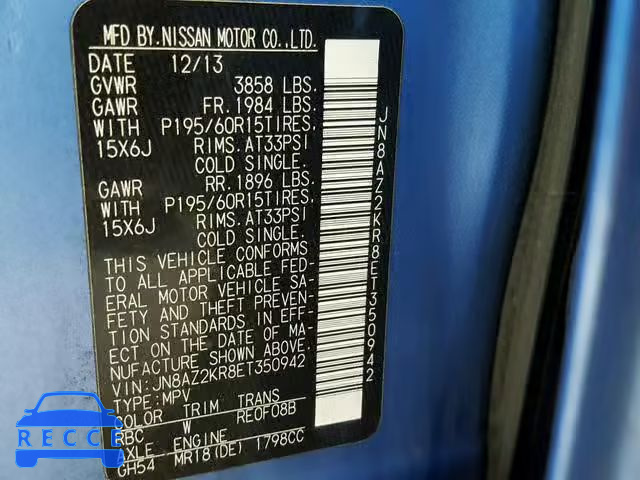 MFD BY. NISSAN MOTOR CO., LTD.
DATE 12/13
GVWR 3858 LBS.
GAWR FR. 1984 LBS.
WITH P195/60R15TIRES.
15X6J RIMS. AT33PSI
COLD SINGLE.
GAWR RR. 1896 LBS.
WITH P195/60R15TIRES.
15X6J RIMS. AT33PSI
COLD SINGLE.
THIS VEHICLE CONFORMS
TO ALL APPLICABLE FED-
ERAL MOTOR VEHICLE SA-
FETY AND THEFT PREVEN-
TION STANDARDS IN EFF-
ECT ON THE DATE OF MA-
NUFACTURE SHOWN ABOVE.
VIN: JN8AZ2KR8ET350942
TYPE: MPV
COLOR TRIM TRANS
RBC W RE0F08B
AXLE ENGINE
GH54 MR18(DE) 1798CC
JN8AZ2KR8ET350942
RECCE